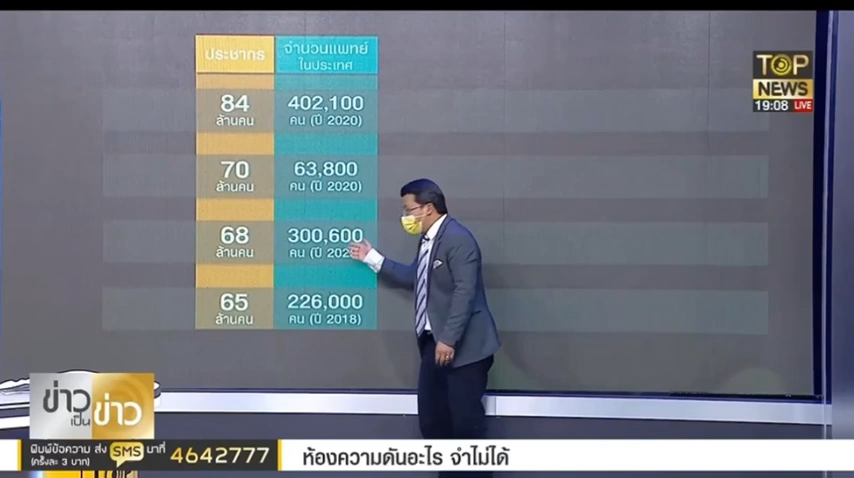 ประชากร
จำนวนแพทย์
ในประเทศ
84
ล้านคน
402,100
คน (ปี 2020)
70
ล้านคน
63,800
คน (ปี 2020)
68
ล้านคน
300,600
คน (ปี
65
ล้านคน
226,000
คน (ปี 2018)
TOP
NEWS
19:08 LIVE
ข่าว
เป็น
ข่าว
พิมพ์ข้อความ ส่ง SMS มาที่
(ครั้งละ 3 บาท)
4642777
ห้องความดันอะไร จำไม่ได้